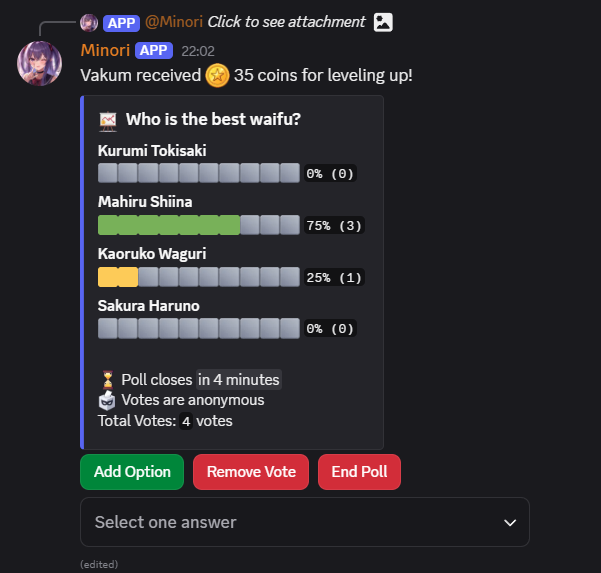 APP @Minori Click to see attachment
Minori APP 22:02
Vakum received 35 coins for leveling up!
Who is the best waifu?
Kurumi Tokisaki
0% (0)
Mahiru Shiina
75% (3)
Kaoruko Waguri
25% (1)
Sakura Haruno
0% (0)
Poll closes in 4 minutes
Votes are anonymous
Total Votes: 4 votes
Add Option Remove Vote End Poll
Select one answer
(edited)